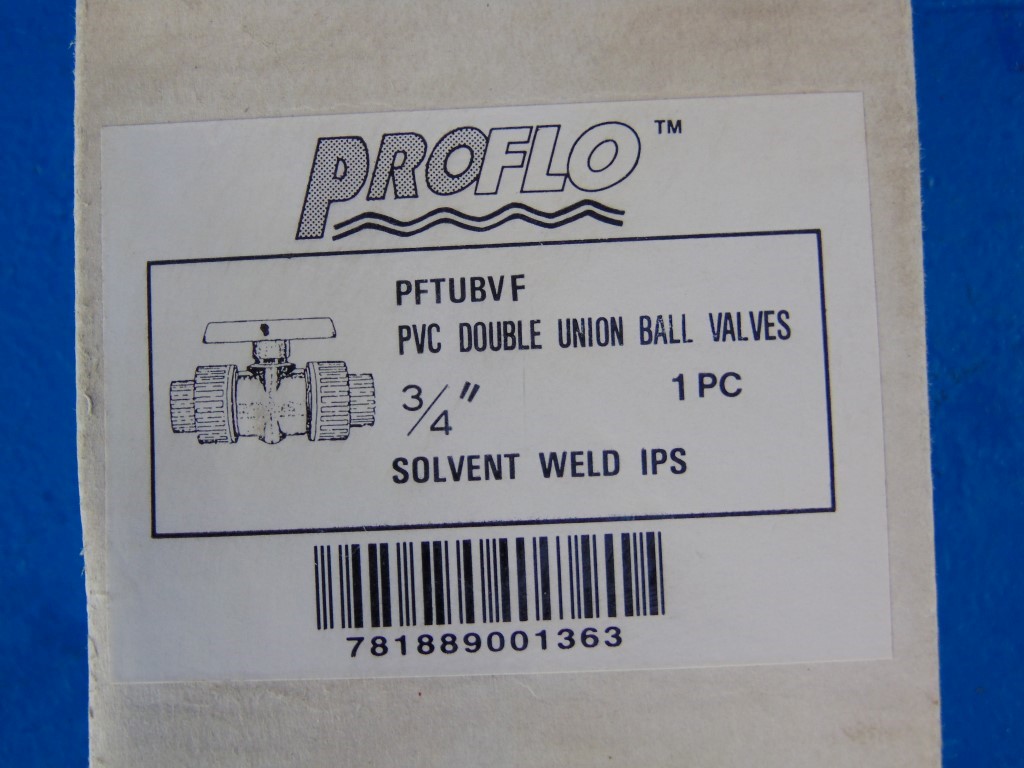 PROFLO™
PFTUBVF
PVC DOUBLE UNION BALL VALVES
3/4" 1 PC
SOLVENT WELD IPS
781889001363